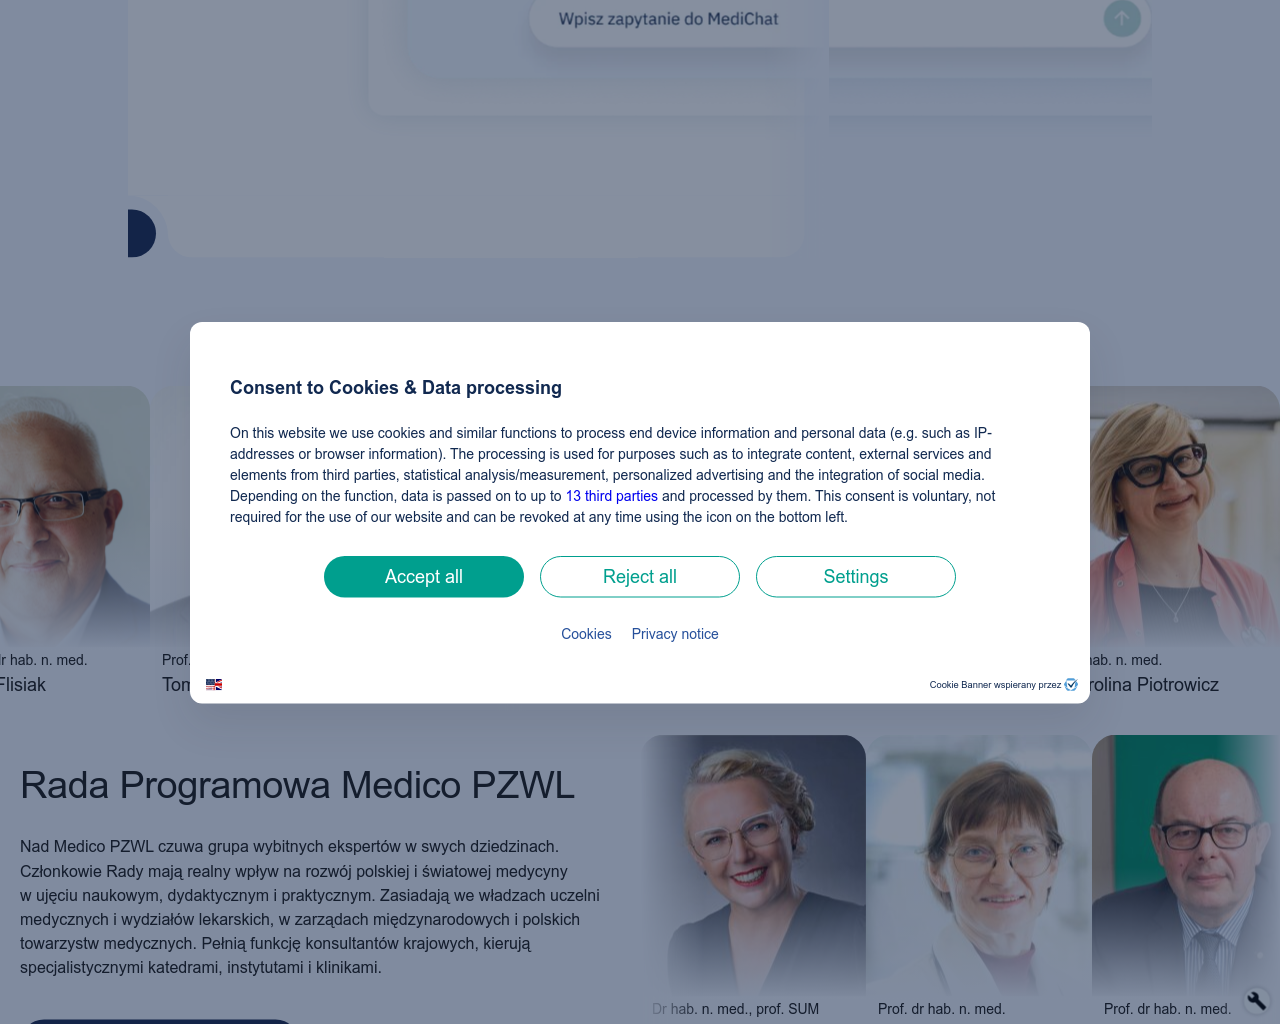 Wpisz zapytanie do MediChat
Consent to Cookies & Data processing
On this website we use cookies and similar functions to process end device information and personal data (e.g. such as IP-
addresses or browser information). The processing is used for purposes such as to integrate content, external services and
elements from third parties, statistical analysis/measurement, personalized advertising and the integration of social media.
Depending on the function, data is passed on to up to 13 third parties and processed by them. This consent is voluntary, not
required for the use of our website and can be revoked at any time using the icon on the bottom left.
Accept all Reject all Settings
Cookies Privacy notice
Cookie Banner wspierany przez
dr hab. n. med.
Flisiak
Prof.
Tom
hab. n. med.
rolina Piotrowicz
Rada Programowa Medico PZWL
Nad Medico PZWL czuwa grupa wybitnych ekspertów w swych dziedzinach.
Członkowie Rady mają realny wpływ na rozwój polskiej i światowej medycyny
w ujęciu naukowym, dydaktycznym i praktycznym. Zasiadają we władzach uczelni
medycznych i wydziałów lekarskich, w zarządach międzynarodowych i polskich
towarzystw medycznych. Pełnią funkcję konsultantów krajowych, kierują
specjalistycznymi katedrami, instytutami i klinikami.
Dr hab. n. med., prof. SUM
Prof. dr hab. n. med.
Prof. dr hab. n. med.